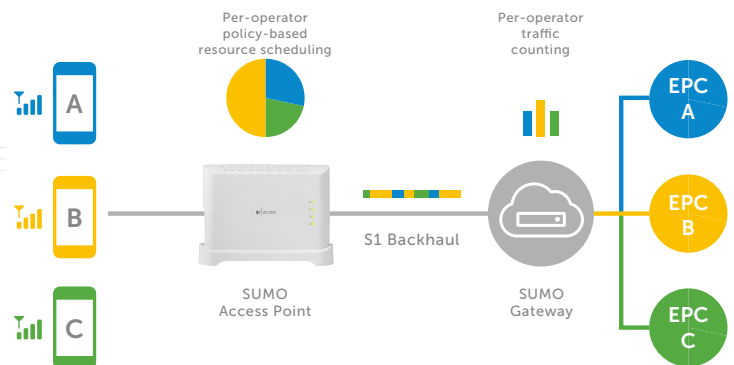 Per-operator
policy-based
resource scheduling
Per-operator
traffic
counting
A
EPC
A
B
S1 Backhaul
EPC
B
SUMO
Access Point
SUMO
Gateway
C
EPC
C